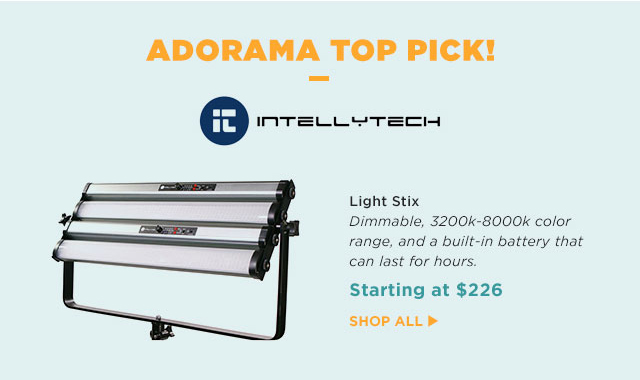 ADORAMA TOP PICK!
it INTELLYTECH
Light Stix
Dimmable, 3200k-8000k color
range, and a built-in battery that
can last for hours.
Starting at $226
SHOP ALL ▶